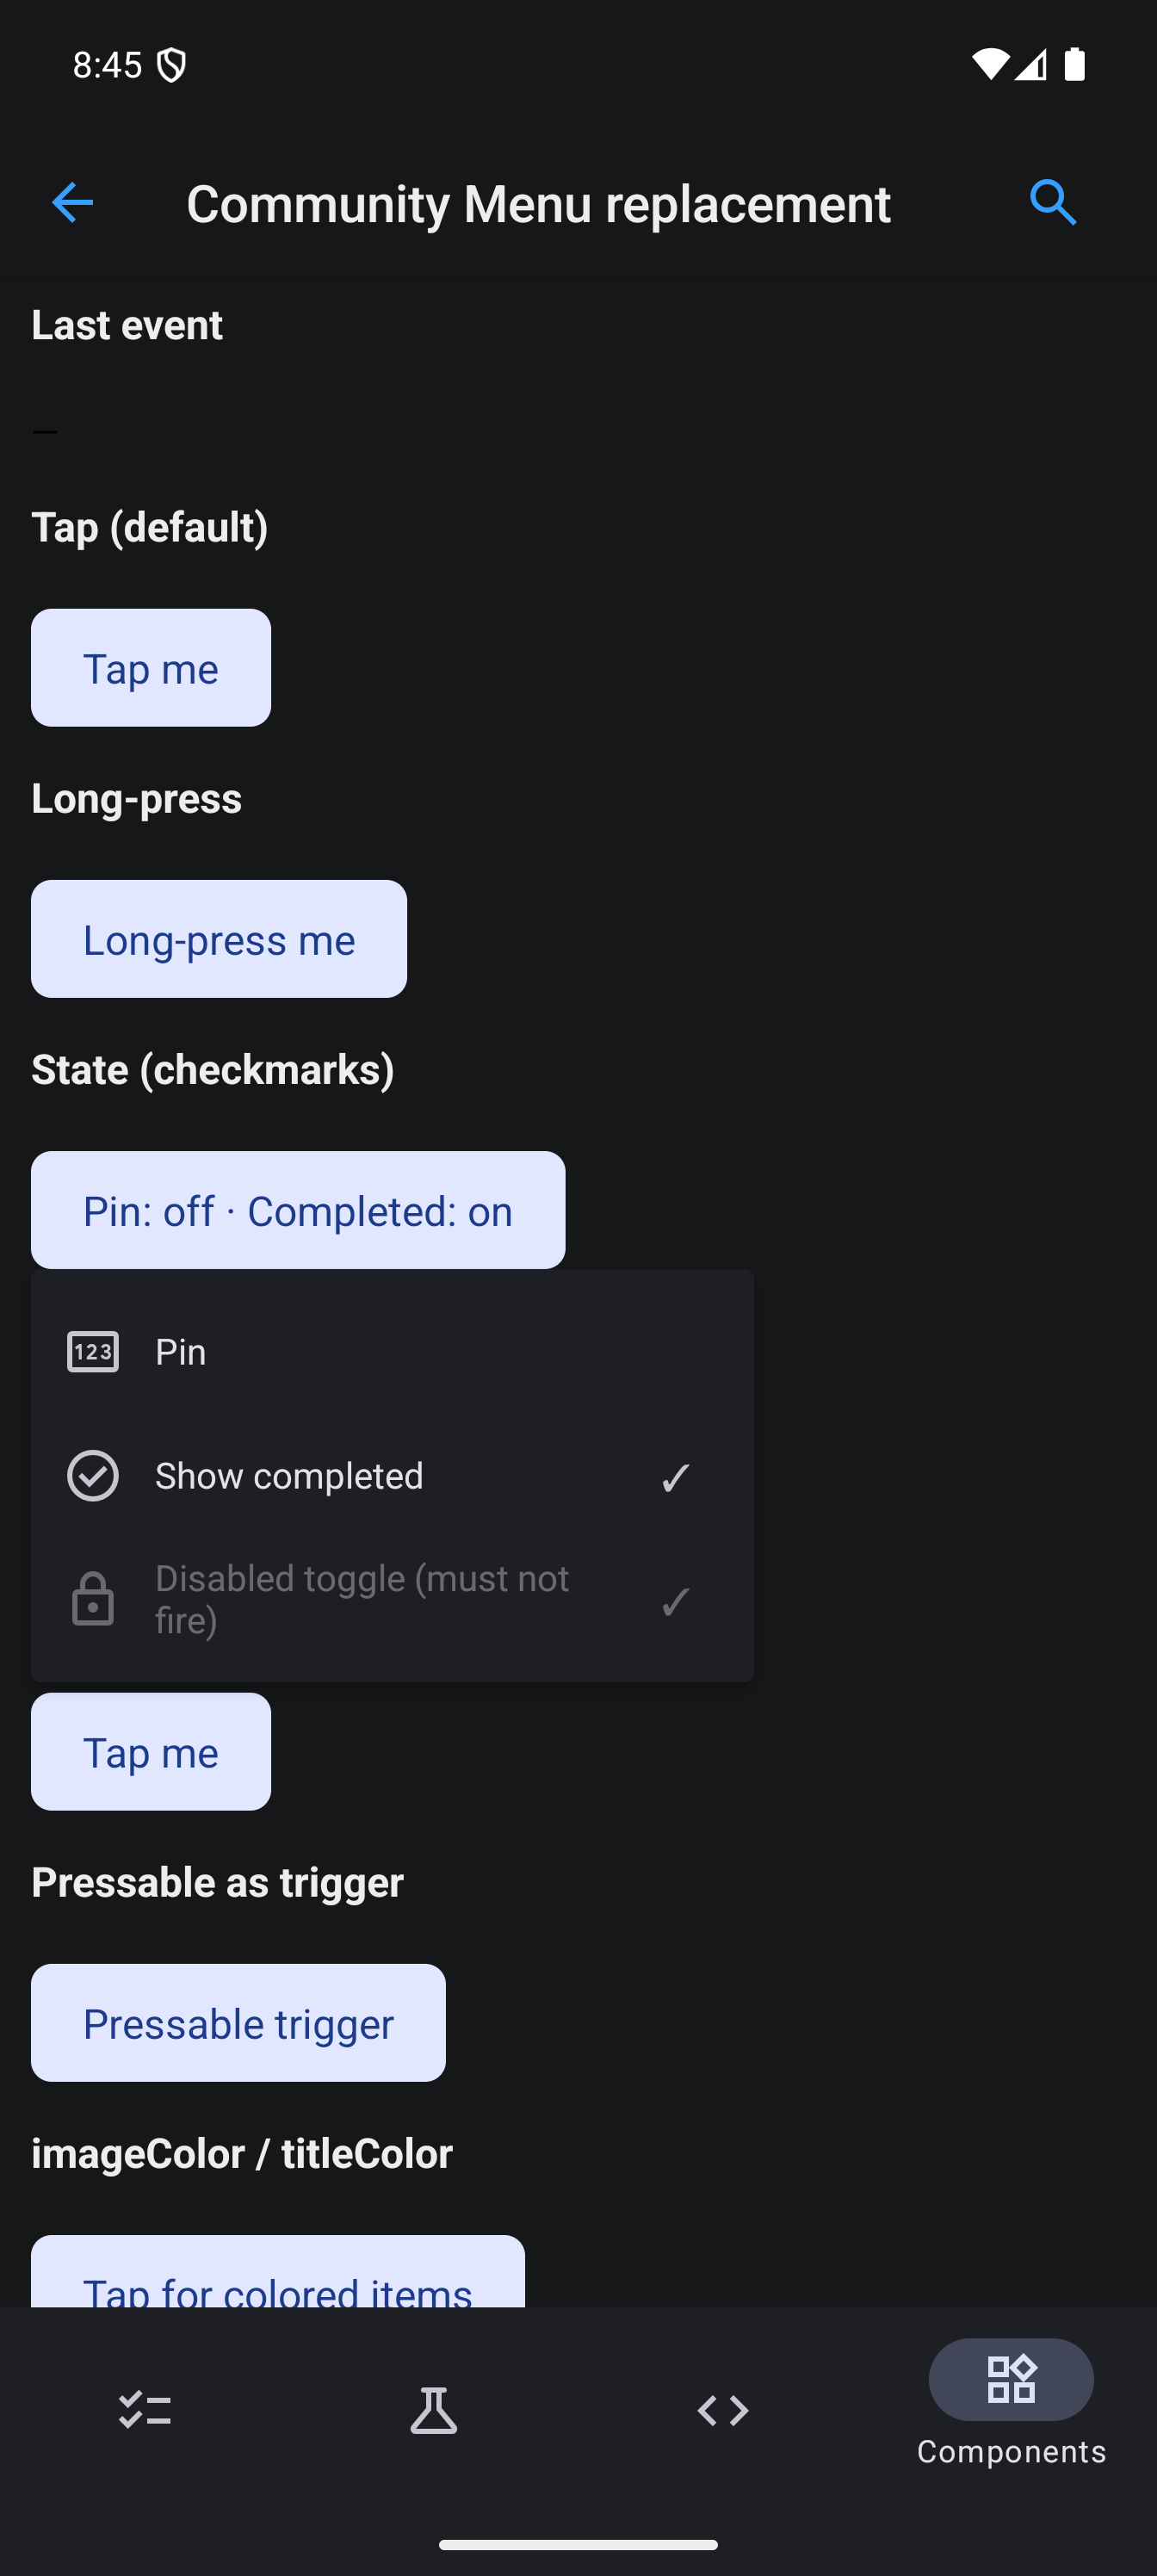 8:45
Community Menu replacement
Last event
—
Tap (default)
Tap me
Long-press
Long-press me
State (checkmarks)
Pin: off · Completed: on
123 Pin
Show completed ✓
Disabled toggle (must not
fire) ✓
Tap me
Pressable as trigger
Pressable trigger
imageColor / titleColor
Tap for colored items
Components